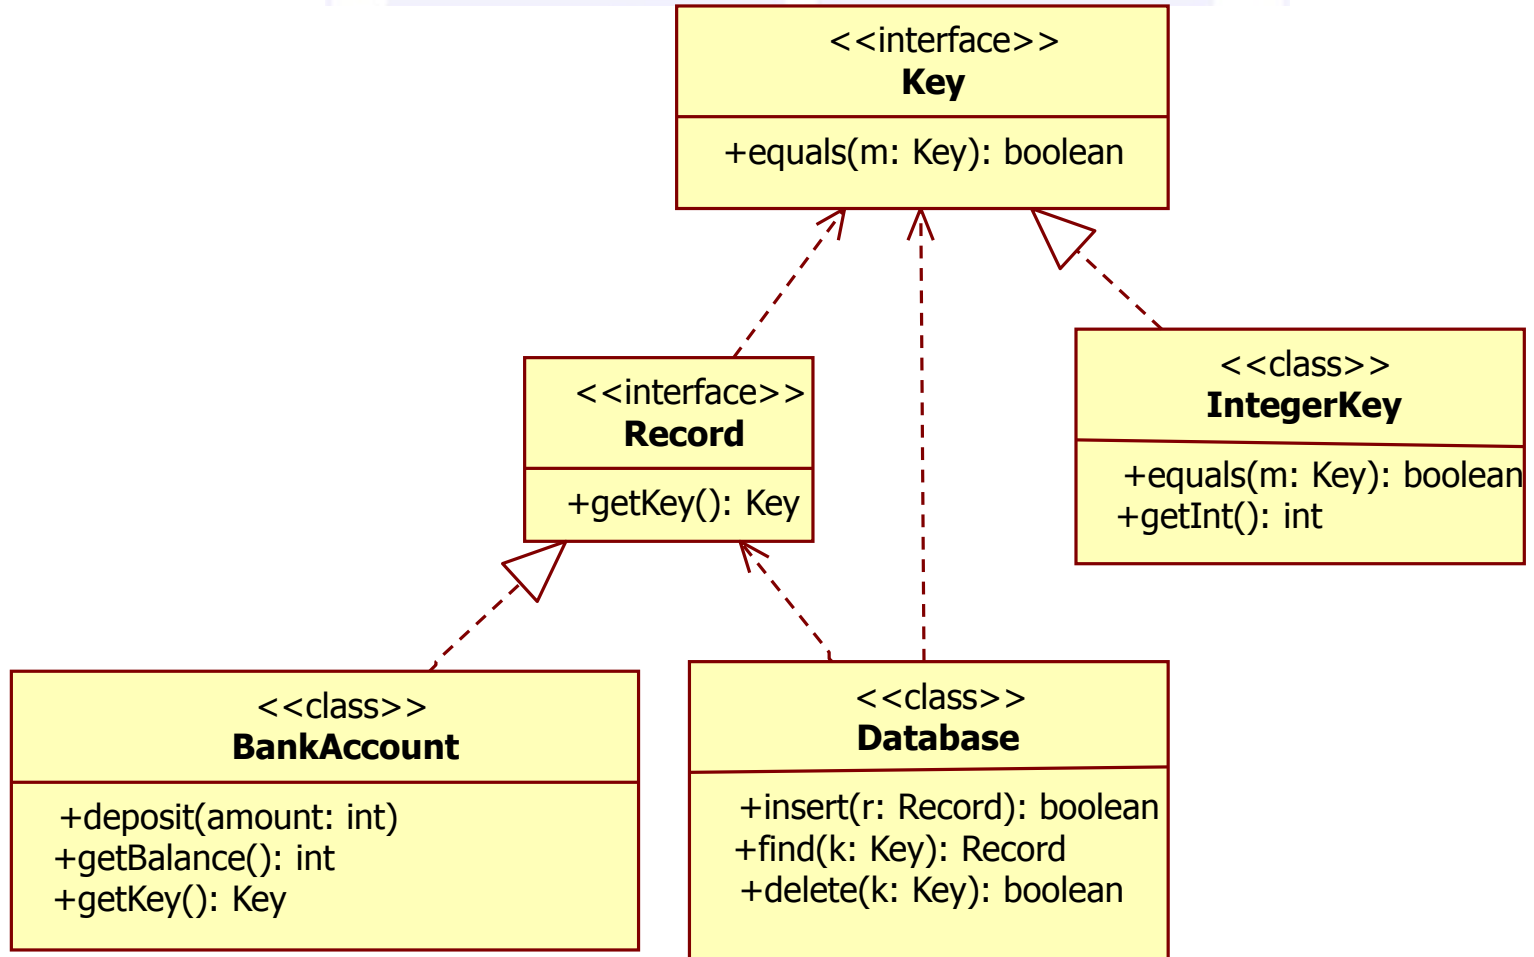 <<interface>>
Key
+equals(m: Key): boolean
<<interface>>
Record
+getKey(): Key
<<class>>
IntegerKey
+equals(m: Key): boolean
+getInt(): int
<<class>>
BankAccount
+deposit(amount: int)
+getBalance(): int
+getKey(): Key
<<class>>
Database
+insert(r: Record): boolean
+find(k: Key): Record
+delete(k: Key): boolean